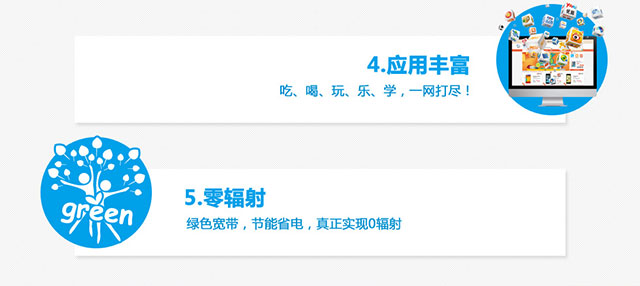 4.应用丰富
吃、喝、玩、乐、学，一网打尽！
green
5.零辐射
绿色宽带，节能省电，真正实现0辐射